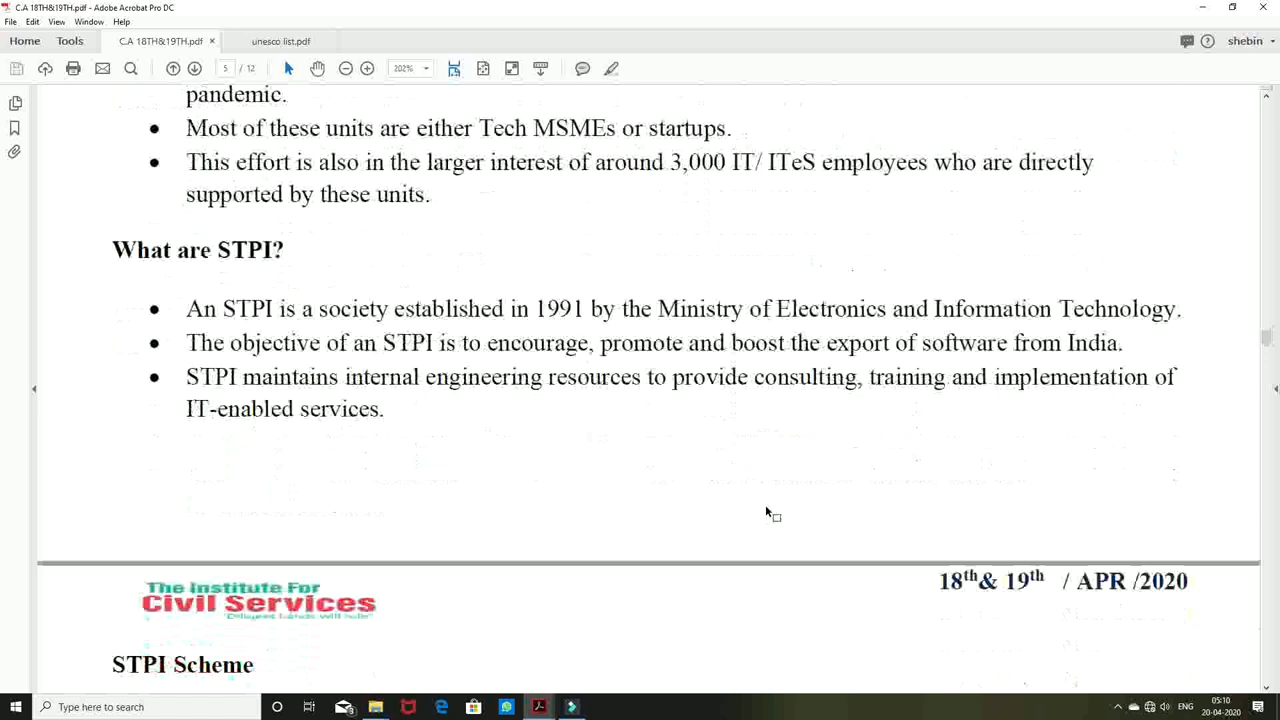 C.A 18TH&19TH.pdf - Adobe Acrobat Pro DC
File Edit View Window Help
Home Tools C.A 18TH&19TH.pdf × unesco list.pdf shebin
5 / 12 202%
pandemic.
• Most of these units are either Tech MSMEs or startups.
• This effort is also in the larger interest of around 3,000 IT/ ITeS employees who are directly
supported by these units.
What are STPI?
• An STPI is a society established in 1991 by the Ministry of Electronics and Information Technology.
• The objective of an STPI is to encourage, promote and boost the export of software from India.
• STPI maintains internal engineering resources to provide consulting, training and implementation of
IT-enabled services.
The Institute For
Civil Services
18th& 19th / APR /2020
STPI Scheme
Type here to search
05:10
20-04-2020